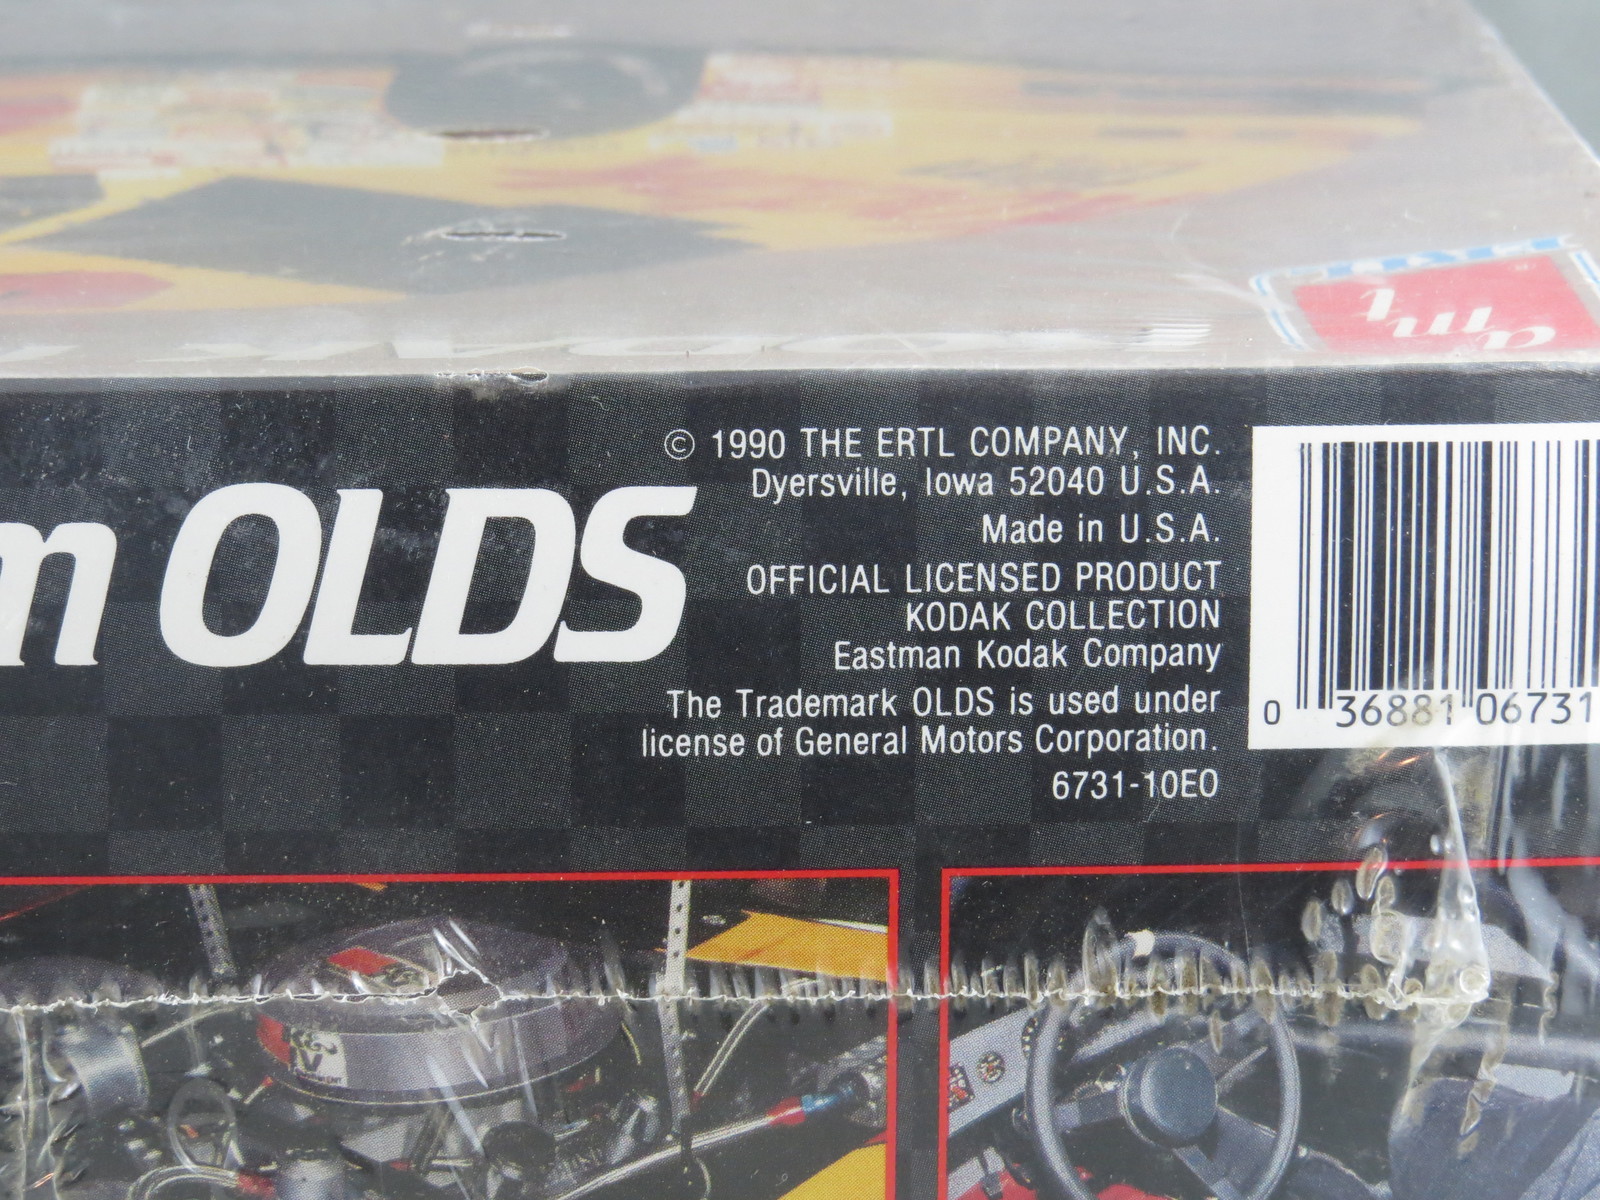 amt
© 1990 THE ERTL COMPANY, INC.
Dyersville, Iowa 52040 U.S.A.
Made in U.S.A.
m OLDS
OFFICIAL LICENSED PRODUCT
KODAK COLLECTION
Eastman Kodak Company
The Trademark OLDS is used under
license of General Motors Corporation.
6731-10EO
0 36881 06731